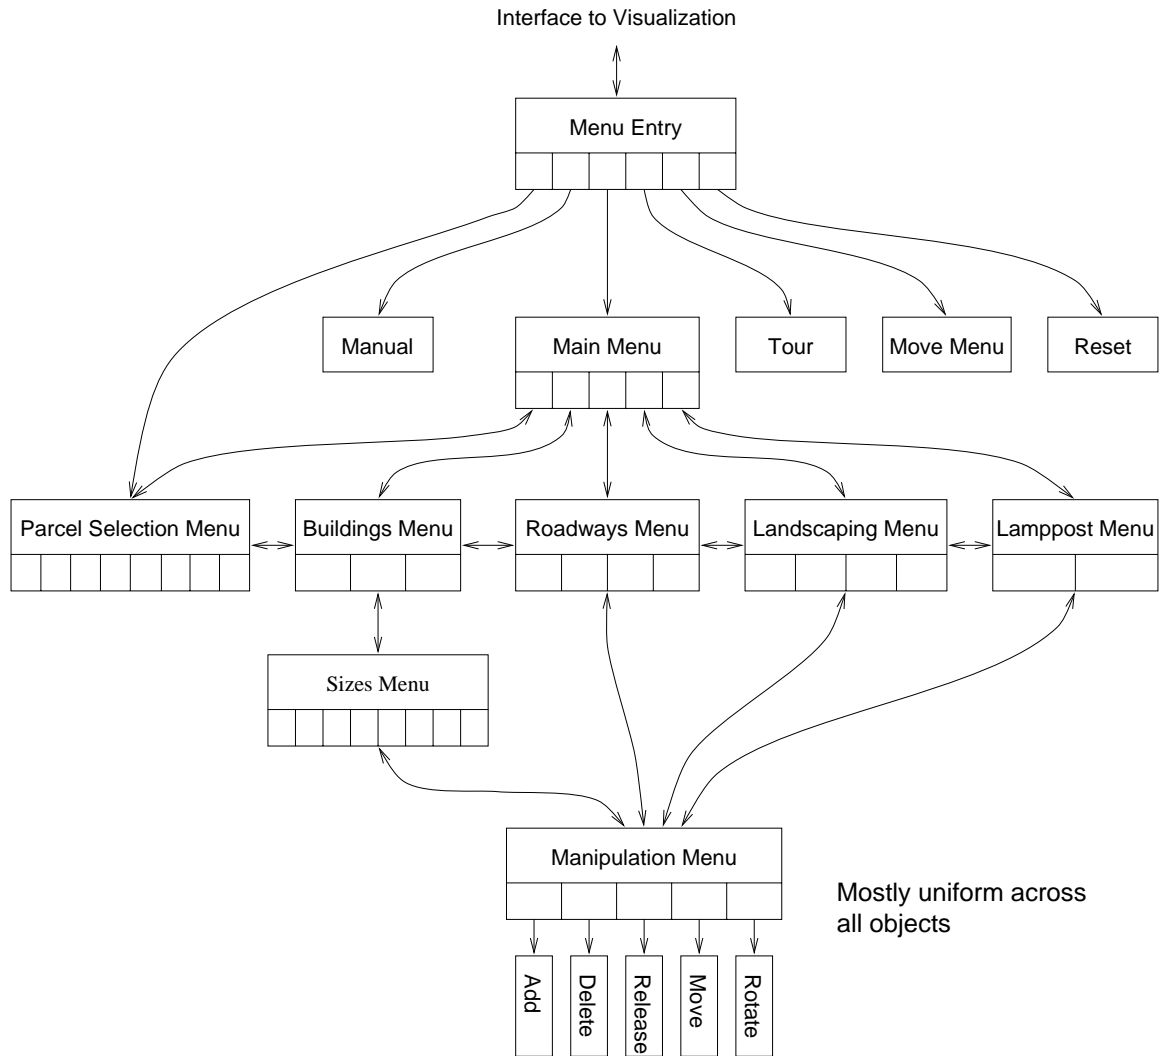 Interface to Visualization
Menu Entry
Manual
Main Menu
Tour
Move Menu
Reset
Parcel Selection Menu
Buildings Menu
Roadways Menu
Landscaping Menu
Lamppost Menu
Sizes Menu
Manipulation Menu
Mostly uniform across
all objects
Add
Delete
Release
Move
Rotate